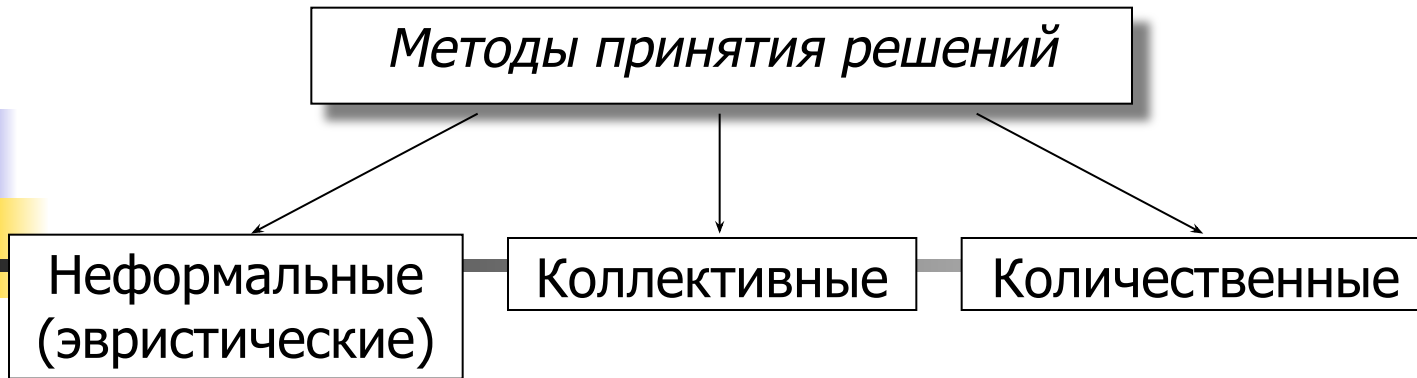 Методы принятия решений
Неформальные
(эвристические)
Коллективные
Количественные